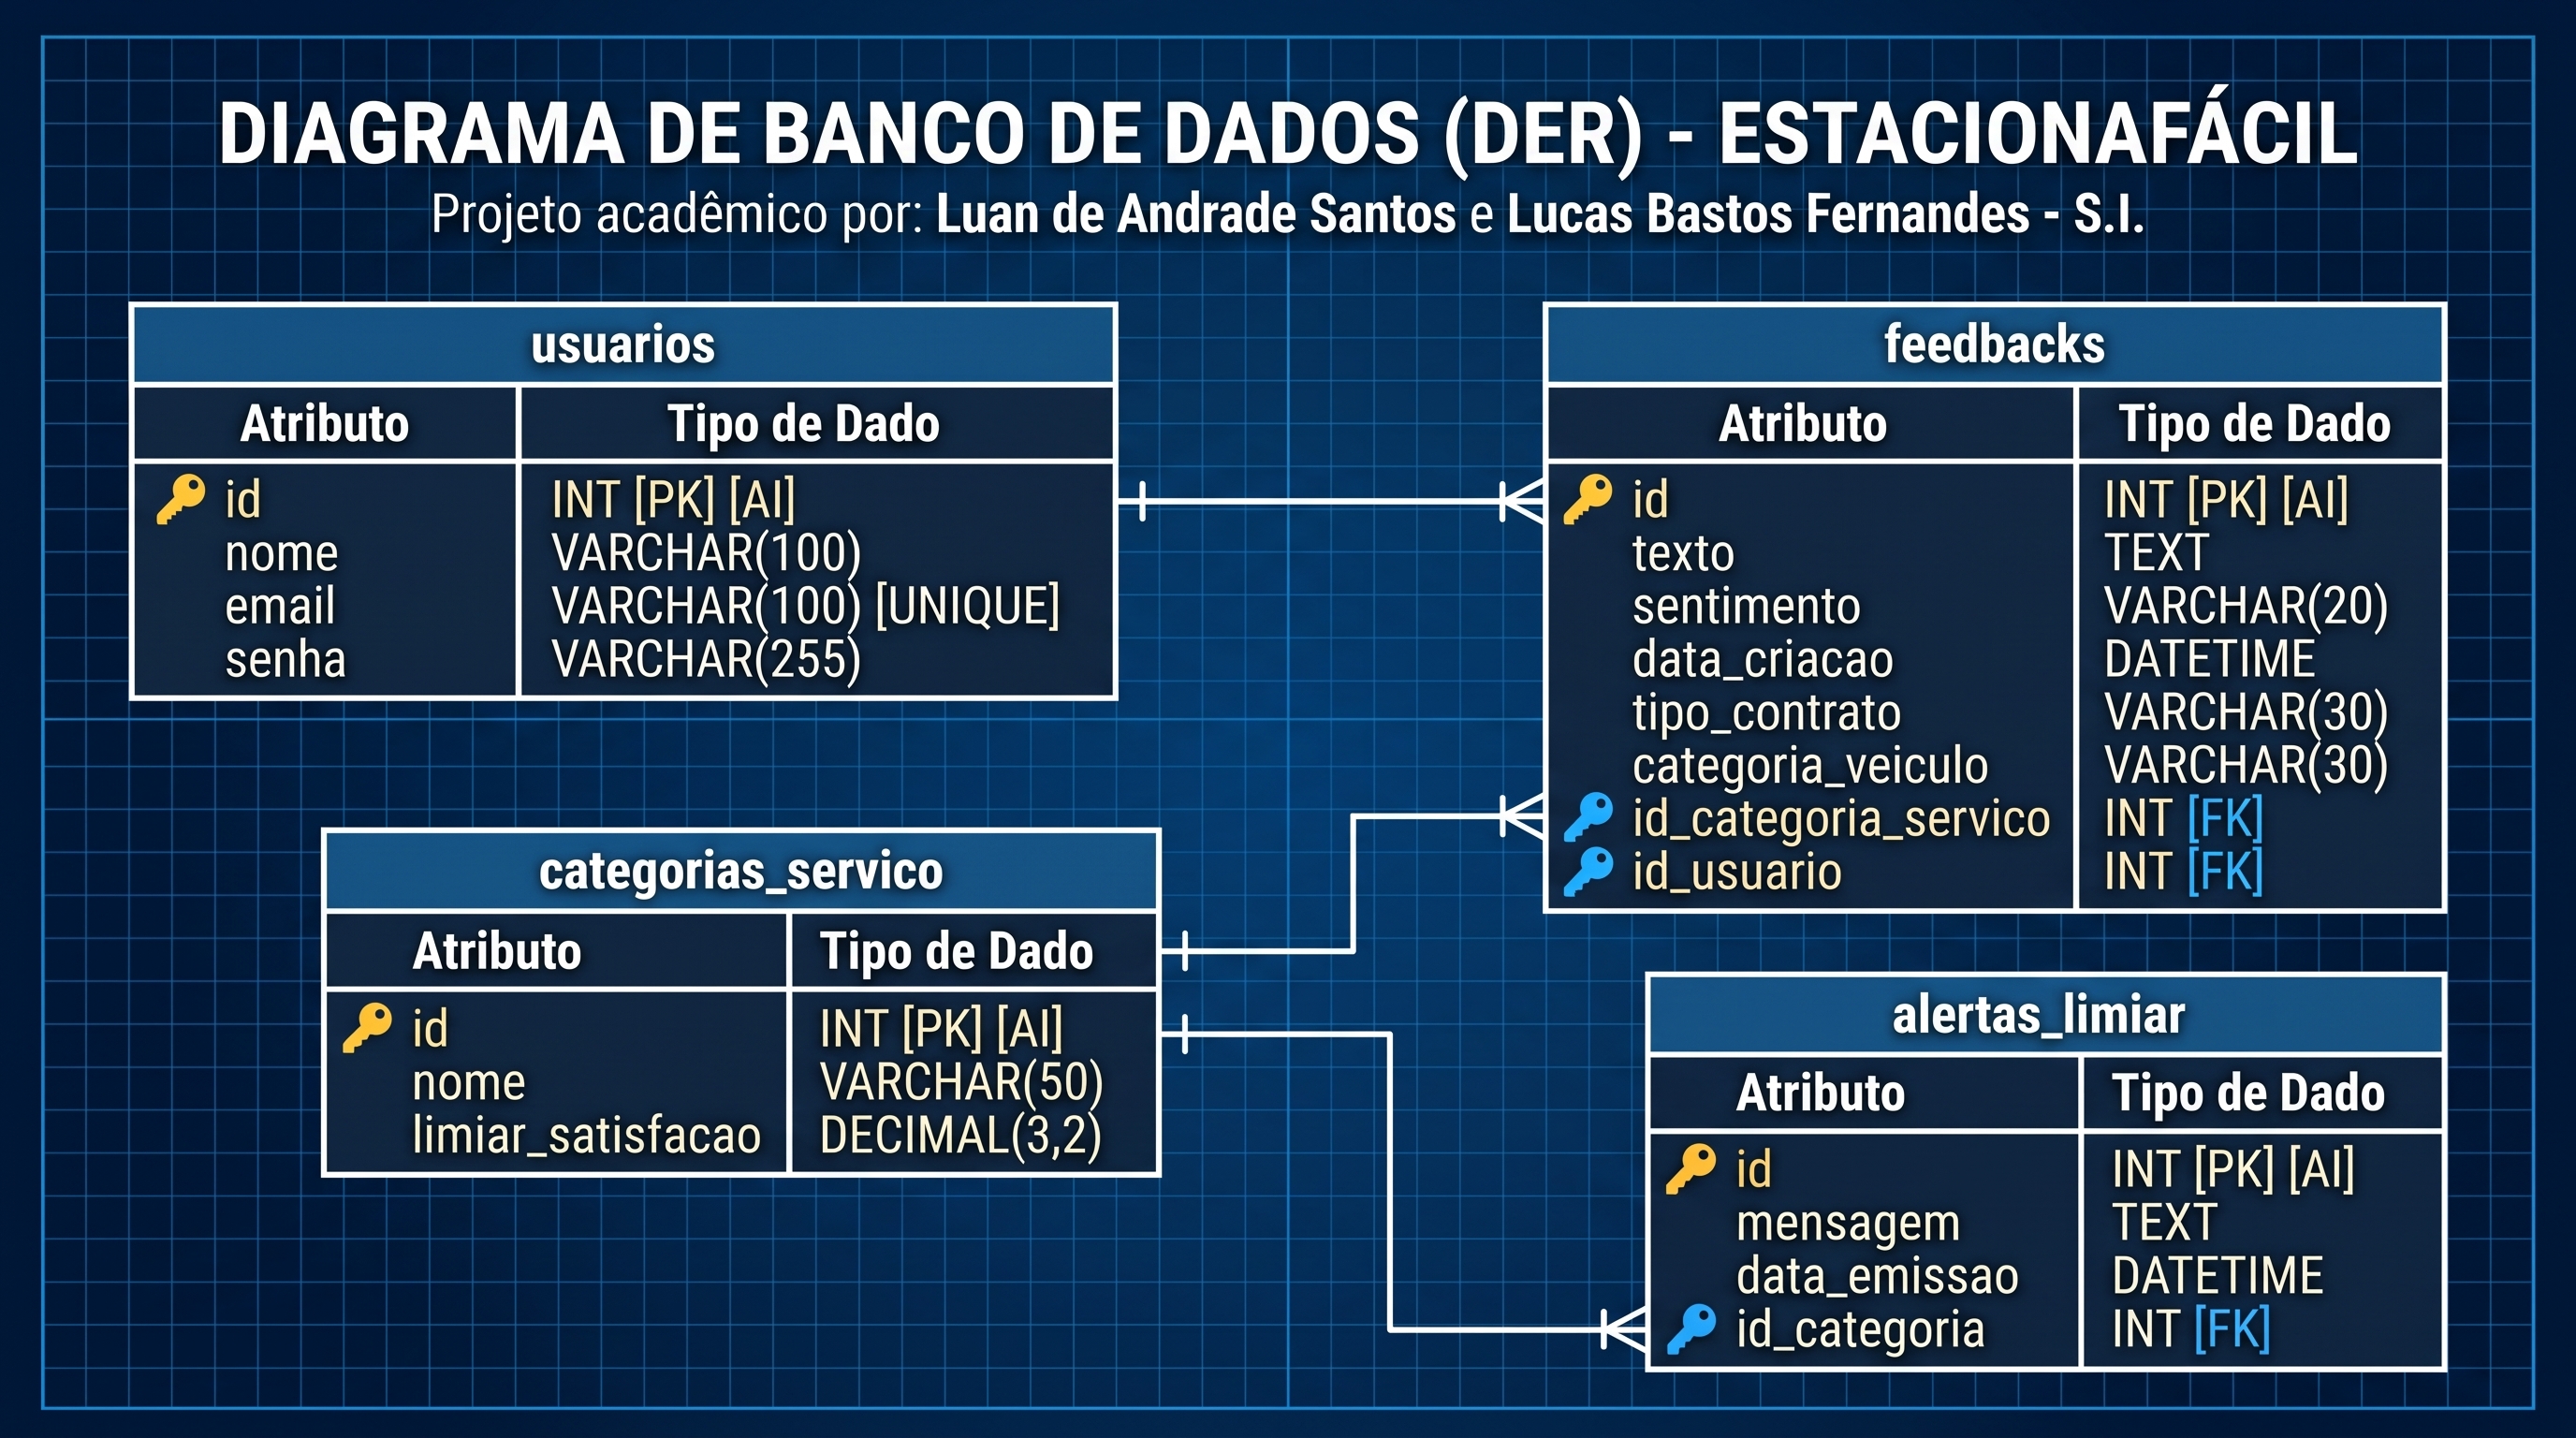 DIAGRAMA DE BANCO DE DADOS (DER) - ESTACIONAFÁCIL
Projeto acadêmico por: Luan de Andrade Santos e Lucas Bastos Fernandes - S.I.
usuarios
Atributo Tipo de Dado
id INT [PK] [AI]
nome VARCHAR(100)
email VARCHAR(100) [UNIQUE]
senha VARCHAR(255)
feedbacks
Atributo Tipo de Dado
id INT [PK] [AI]
texto TEXT
sentimento VARCHAR(20)
data_criacao DATETIME
tipo_contrato VARCHAR(30)
categoria_veiculo VARCHAR(30)
id_categoria_servico INT [FK]
id_usuario INT [FK]
categorias_servico
Atributo Tipo de Dado
id INT [PK] [AI]
nome VARCHAR(50)
limiar_satisfacao DECIMAL(3,2)
alertas_limiar
Atributo Tipo de Dado
id INT [PK] [AI]
mensagem TEXT
data_emissao DATETIME
id_categoria INT [FK]